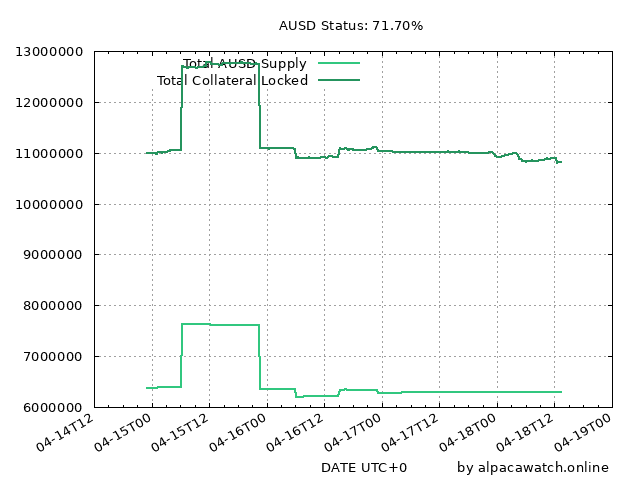 AUSD Status: 71.70%
13000000
Total AUSD Supply
Total Collateral Locked
12000000
11000000
10000000
9000000
8000000
7000000
6000000
04-14T12
04-15T00
04-15T12
04-16T00
04-16T12
04-17T00
04-17T12
04-18T00
04-18T12
04-19T00
DATE UTC+0
by alpacawatch.online